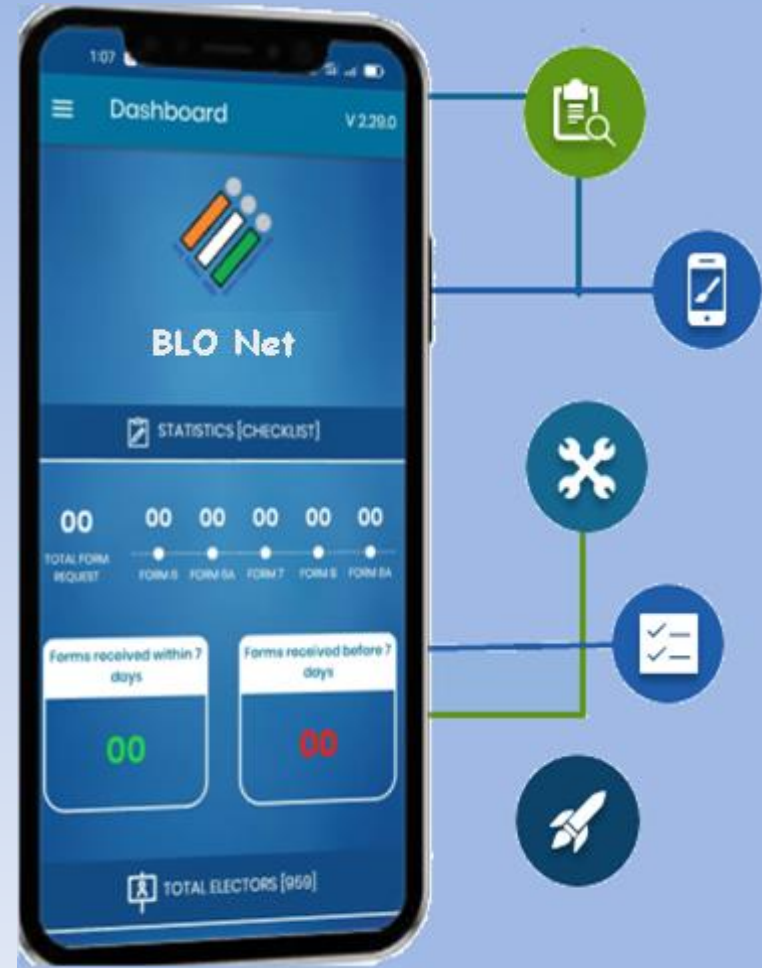 1:07
Dashboard
V 2.29.0
BLO Net
STATISTICS [CHECKLIST]
00 00 00 00 00 00
TOTAL FORM
REQUEST
FORM 6 FORM 6A FORM 7 FORM 8 FORM 8A
Forms received within 7
days
Forms received before 7
days
00 00
TOTAL ELECTORS [959]